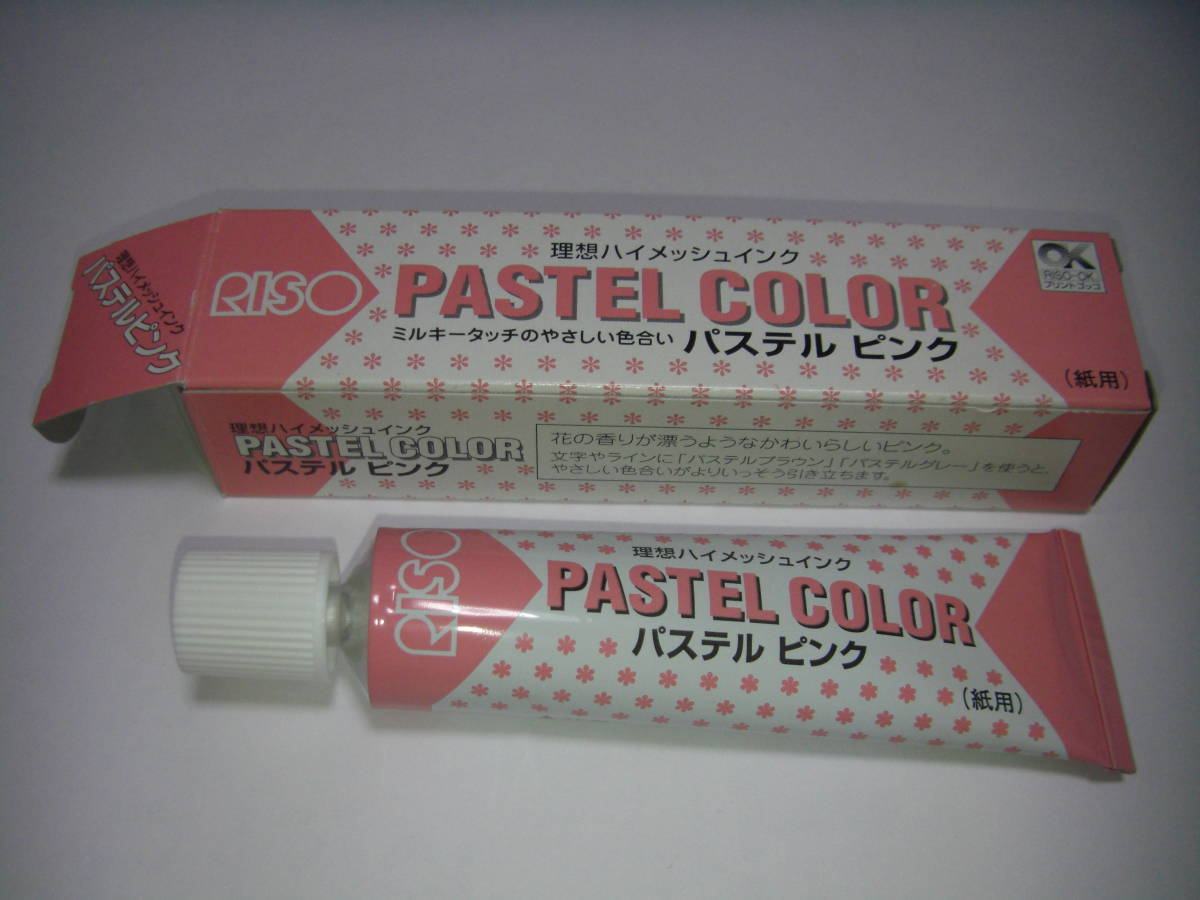 理想ハイメッシュインク
パステルピンク
RISO
理想ハイメッシュインク
PASTEL COLOR
ミルキータッチのやさしい色合い パステル ピンク
OK
RISO-OK
プリントゴッコ
(紙用)
理想ハイメッシュインク
PASTEL COLOR
パステル ピンク
花の香りが漂うようなかわいらしいピンク。
文字やラインに「パステルブラウン」「パステルグレー」を使うと、
やさしい色合いがよりいっそう引き立ちます。
RISO
理想ハイメッシュインク
PASTEL COLOR
パステル ピンク
(紙用)